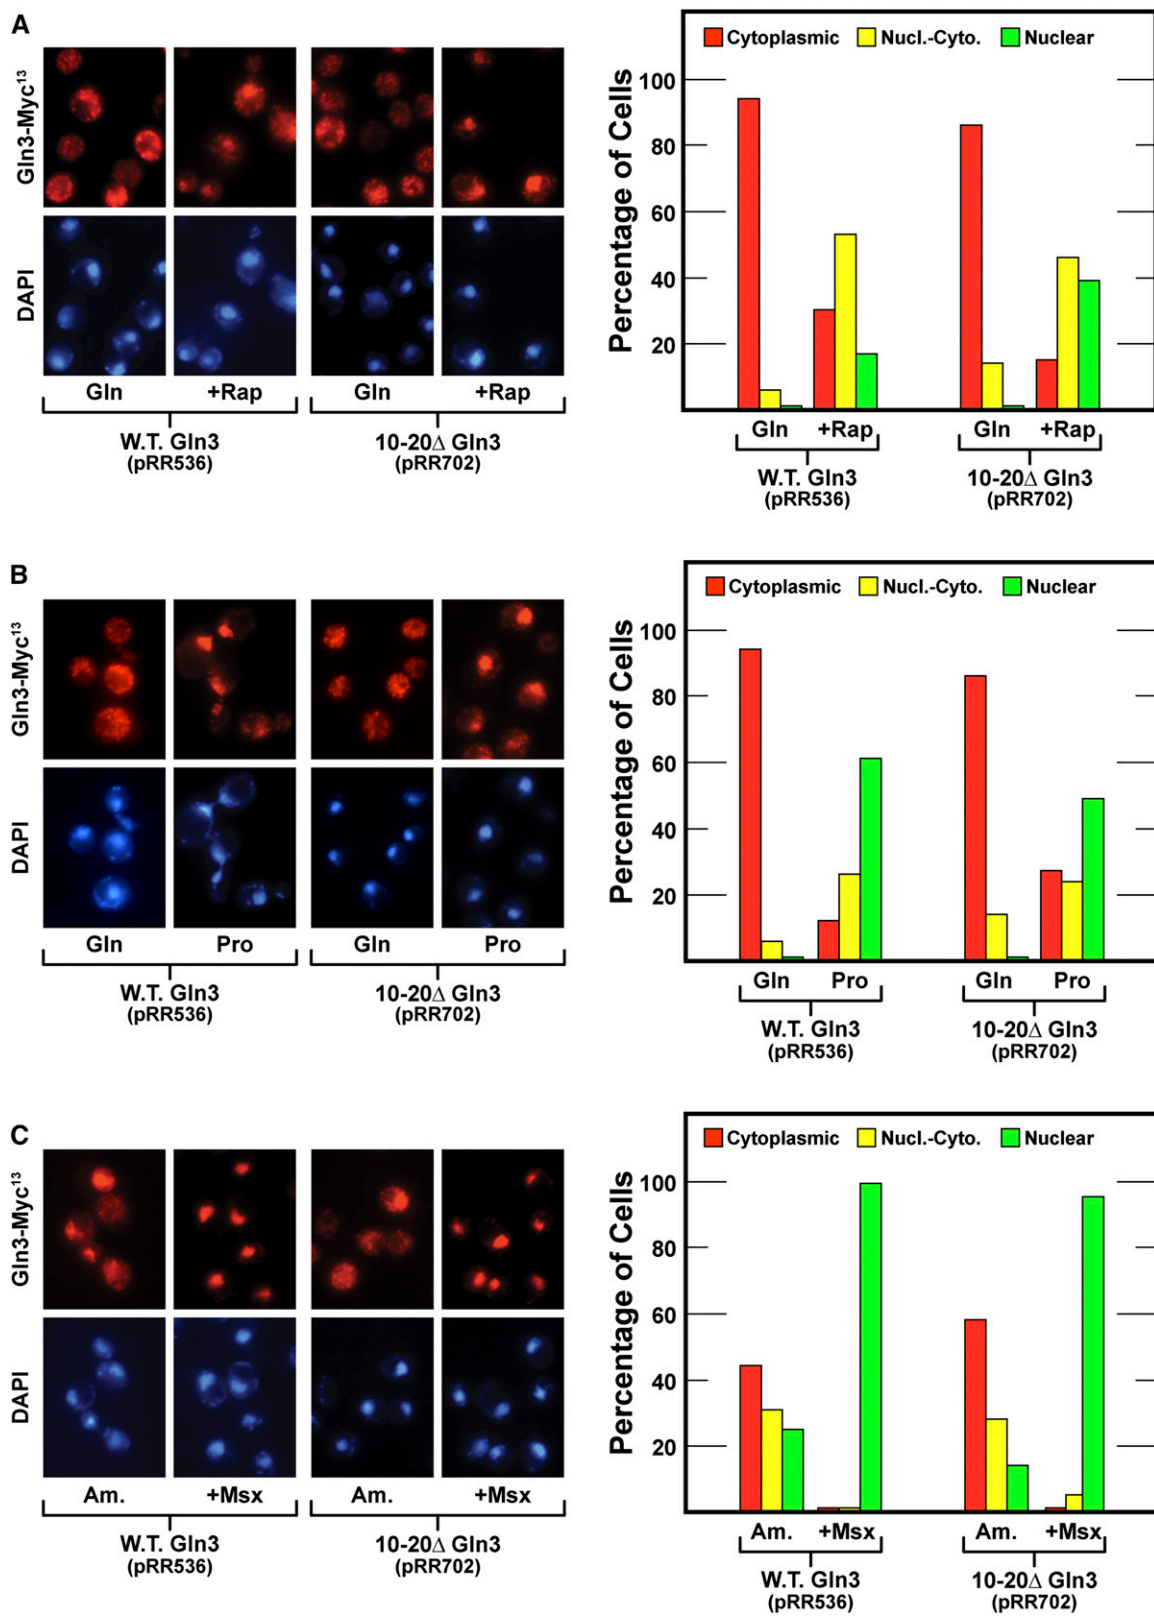 A
Gln3-Myc¹³
DAPI
Gln +Rap Gln +Rap
W.T. Gln3 10-20Δ Gln3
(pRR536) (pRR702)
Cytoplasmic Nucl.-Cyto. Nuclear
Percentage of Cells
100
80
60
40
20
Gln +Rap Gln +Rap
W.T. Gln3 10-20Δ Gln3
(pRR536) (pRR702)
B
Gln3-Myc¹³
DAPI
Gln Pro Gln Pro
W.T. Gln3 10-20Δ Gln3
(pRR536) (pRR702)
Cytoplasmic Nucl.-Cyto. Nuclear
Percentage of Cells
100
80
60
40
20
Gln Pro Gln Pro
W.T. Gln3 10-20Δ Gln3
(pRR536) (pRR702)
C
Gln3-Myc¹³
DAPI
Am. +Msx Am. +Msx
W.T. Gln3 10-20Δ Gln3
(pRR536) (pRR702)
Cytoplasmic Nucl.-Cyto. Nuclear
Percentage of Cells
100
80
60
40
20
Am. +Msx Am. +Msx
W.T. Gln3 10-20Δ Gln3
(pRR536) (pRR702)